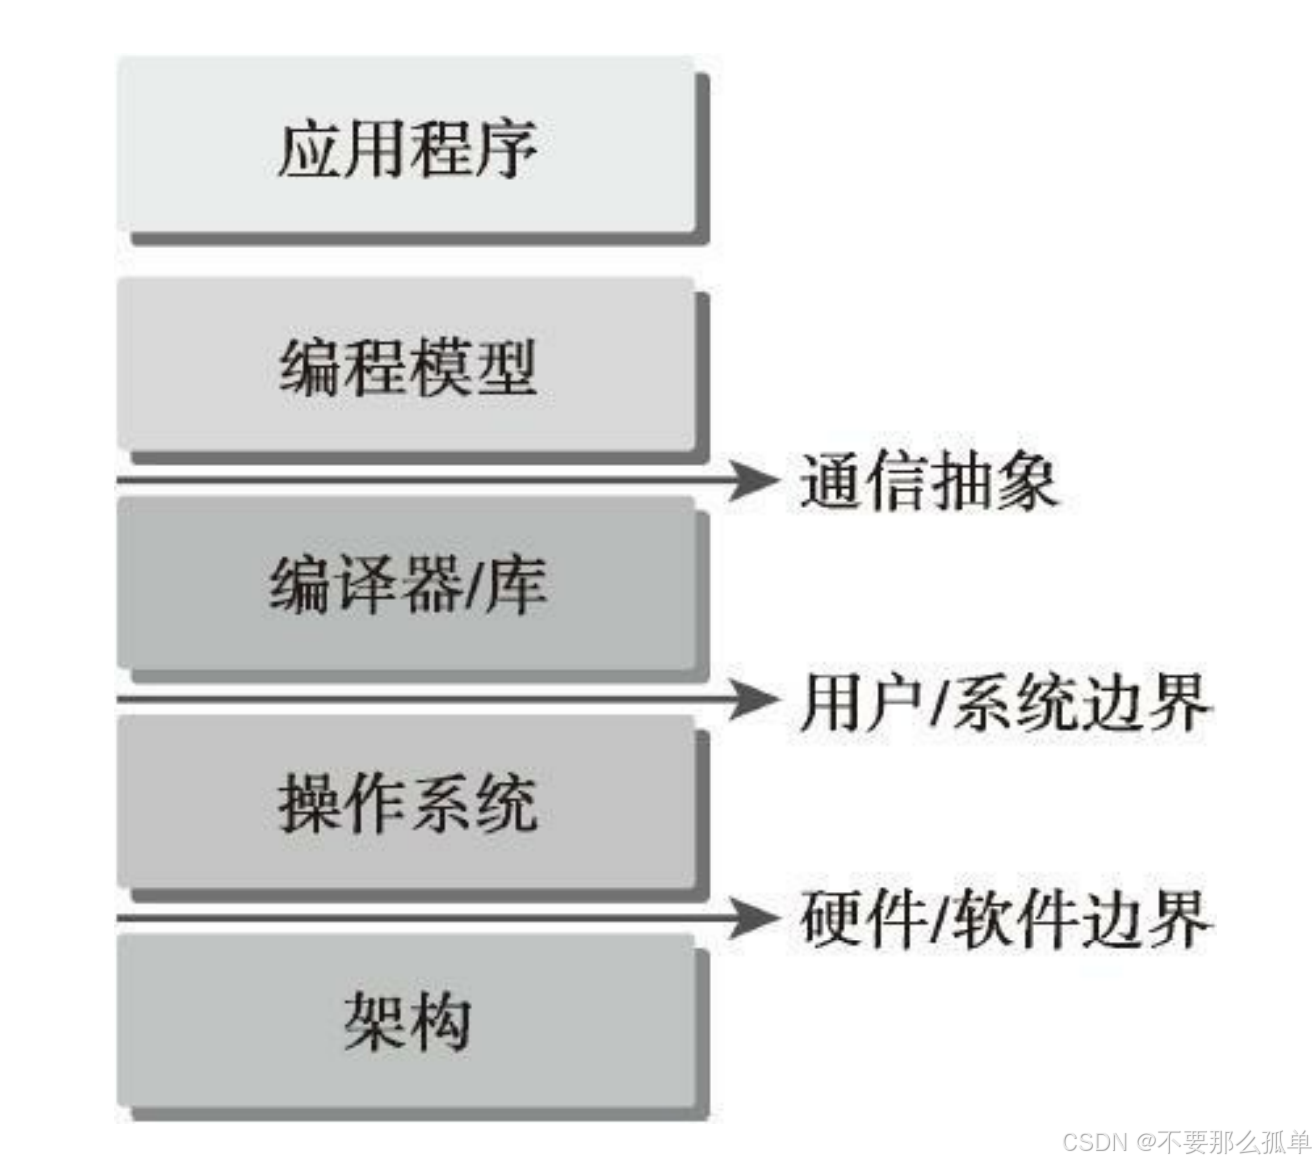 应用程序
编程模型
通信抽象
编译器/库
用户/系统边界
操作系统
硬件/软件边界
架构
CSDN @不要那么孤单